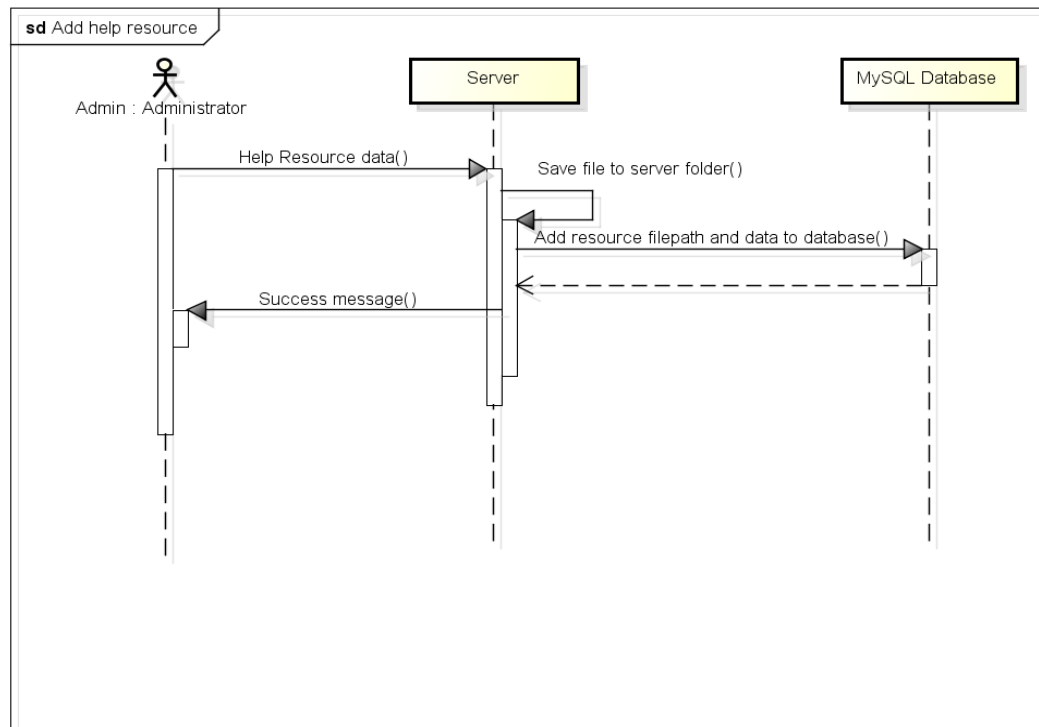 sd Add help resource
Server
MySQL Database
Admin : Administrator
Help Resource data()
Save file to server folder()
Add resource filepath and data to database()
Success message()